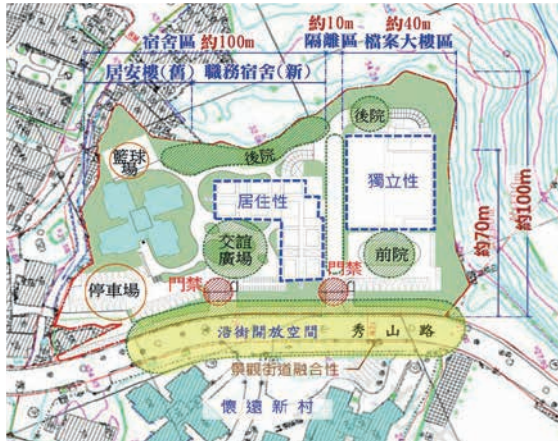 宿舍區 約100m
約10m 約40m
隔離區 檔案大樓區
居安樓(舊) 職務宿舍(新)
後院
籃球場
後院
獨立性
居住性
交誼廣場
前院
約70m
約100m
停車場
門禁
門禁
沿街開放空間 秀山路
景觀街道融合性
懷遠新村